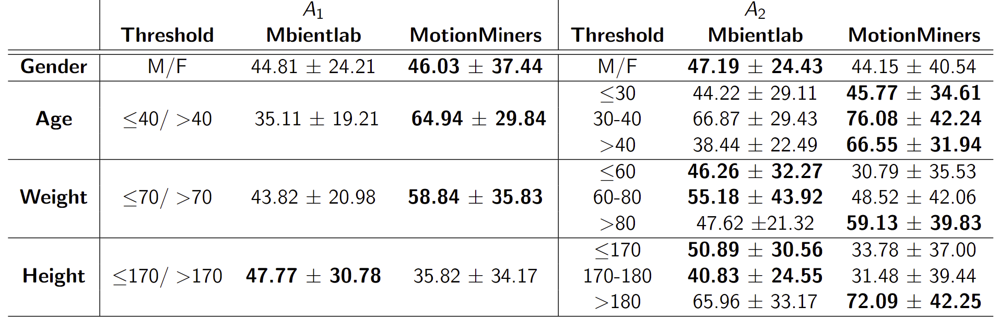 A₁ A₂
Threshold Mbientlab MotionMiners Threshold Mbientlab MotionMiners
Gender M/F 44.81 ± 24.21 46.03 ± 37.44 M/F 47.19 ± 24.43 44.15 ± 40.54
≤30 44.22 ± 29.11 45.77 ± 34.61
Age ≤40/ >40 35.11 ± 19.21 64.94 ± 29.84 30-40 66.87 ± 29.43 76.08 ± 42.24
>40 38.44 ± 22.49 66.55 ± 31.94
≤60 46.26 ± 32.27 30.79 ± 35.53
Weight ≤70/ >70 43.82 ± 20.98 58.84 ± 35.83 60-80 55.18 ± 43.92 48.52 ± 42.06
>80 47.62 ±21.32 59.13 ± 39.83
≤170 50.89 ± 30.56 33.78 ± 37.00
Height ≤170/ >170 47.77 ± 30.78 35.82 ± 34.17 170-180 40.83 ± 24.55 31.48 ± 39.44
>180 65.96 ± 33.17 72.09 ± 42.25